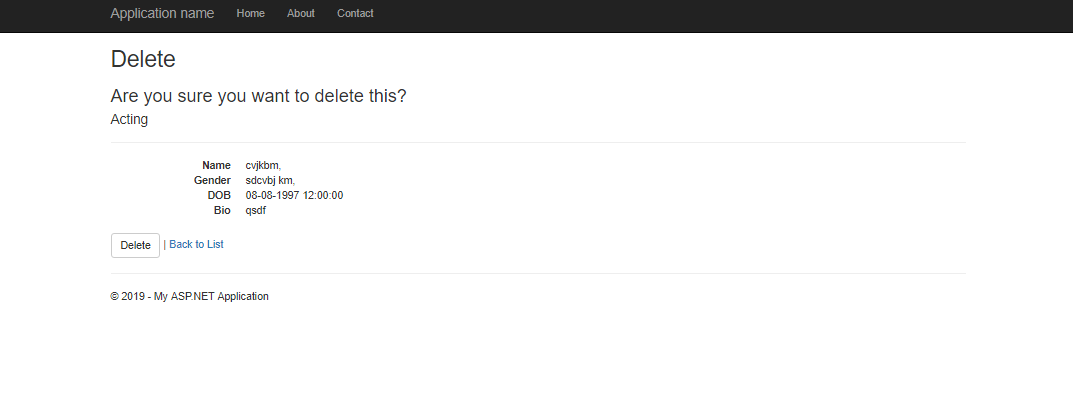 Application name Home About Contact
Delete
Are you sure you want to delete this?
Acting
Name cvjkbm,
Gender sdcvbj km,
DOB 08-08-1997 12:00:00
Bio qsdf
Delete | Back to List
© 2019 - My ASP.NET Application